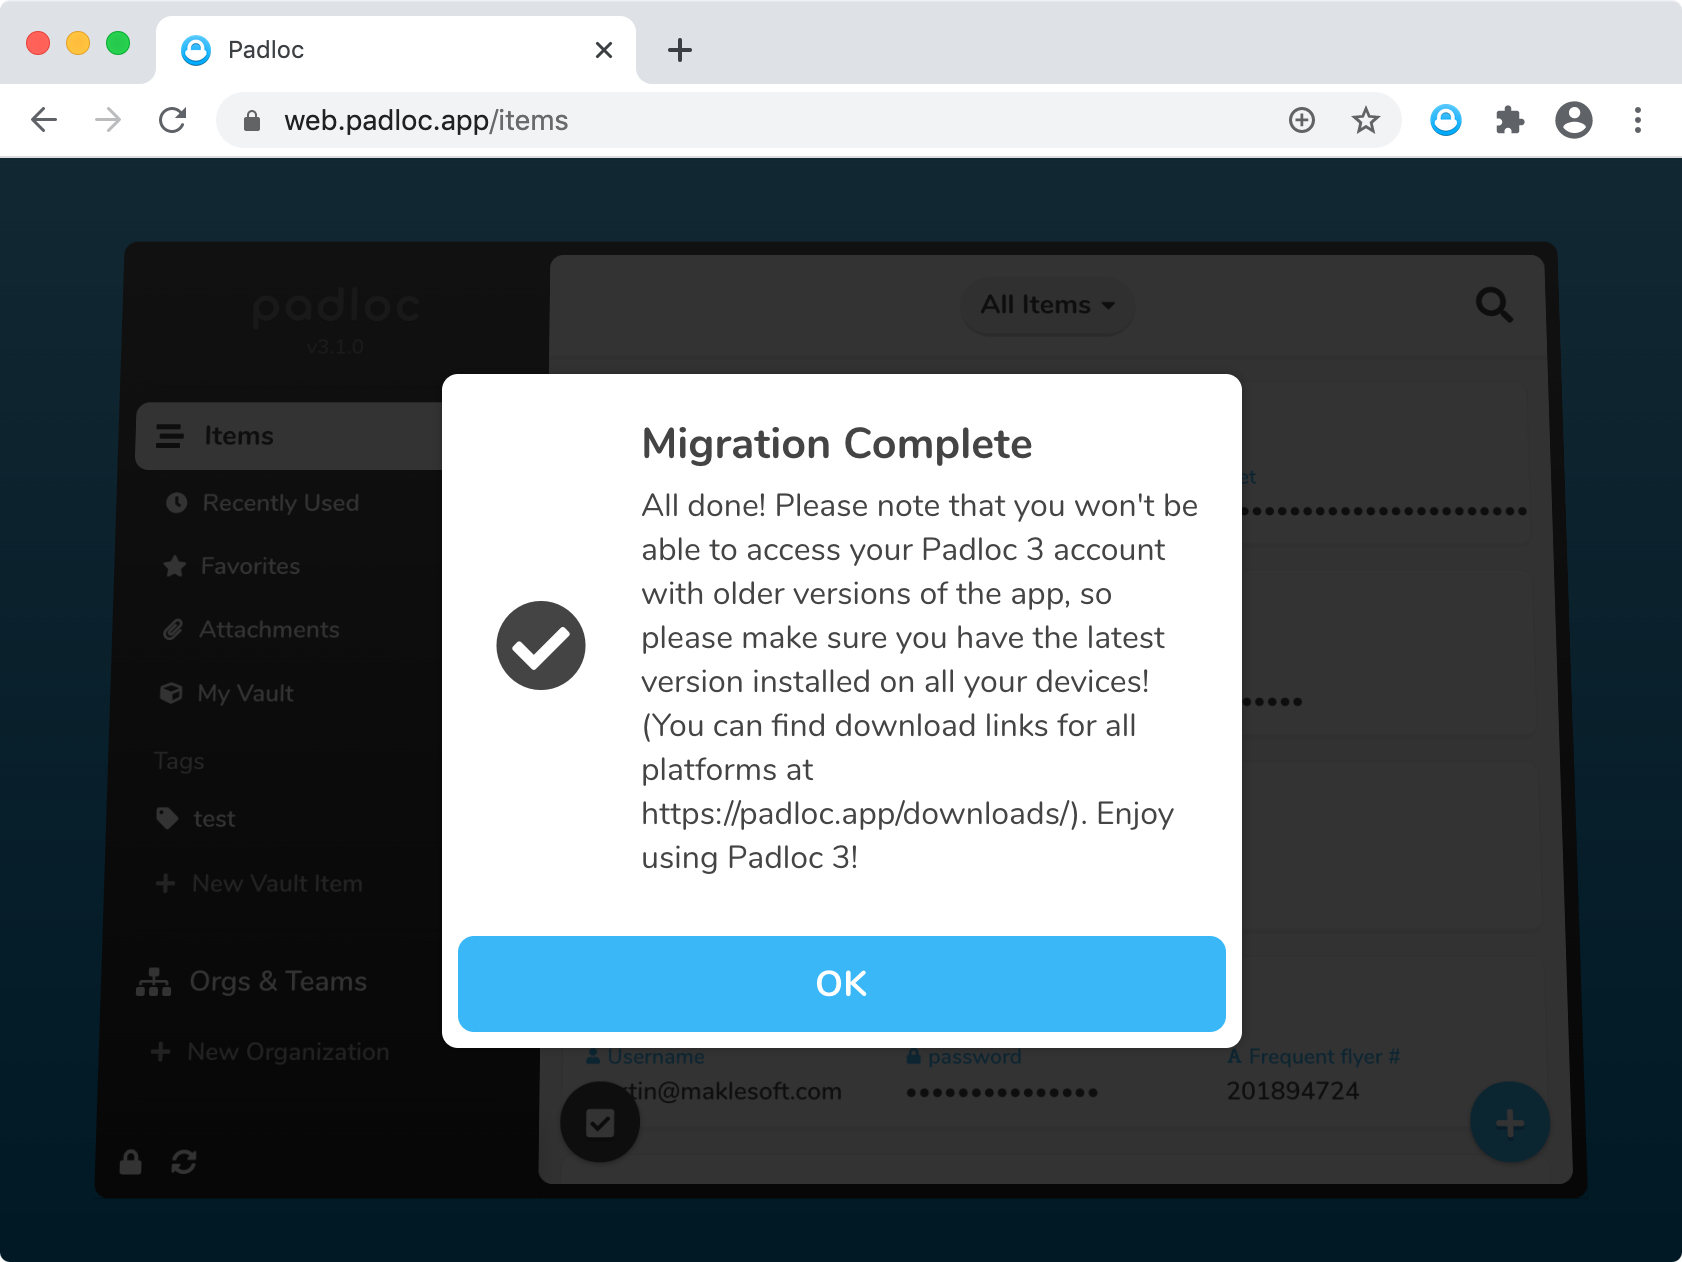 Padloc
web.padloc.app/items
padloc
v3.1.0
All Items
Items
Recently Used
Favorites
Attachments
My Vault
Tags
test
New Vault Item
Orgs & Teams
New Organization
Migration Complete
All done! Please note that you won't be
able to access your Padloc 3 account
with older versions of the app, so
please make sure you have the latest
version installed on all your devices!
(You can find download links for all
platforms at
https://padloc.app/downloads/). Enjoy
using Padloc 3!
OK
Username
password
A Frequent flyer #
tin@maklesoft.com
●●●●●●●●●●●●●●●
201894724